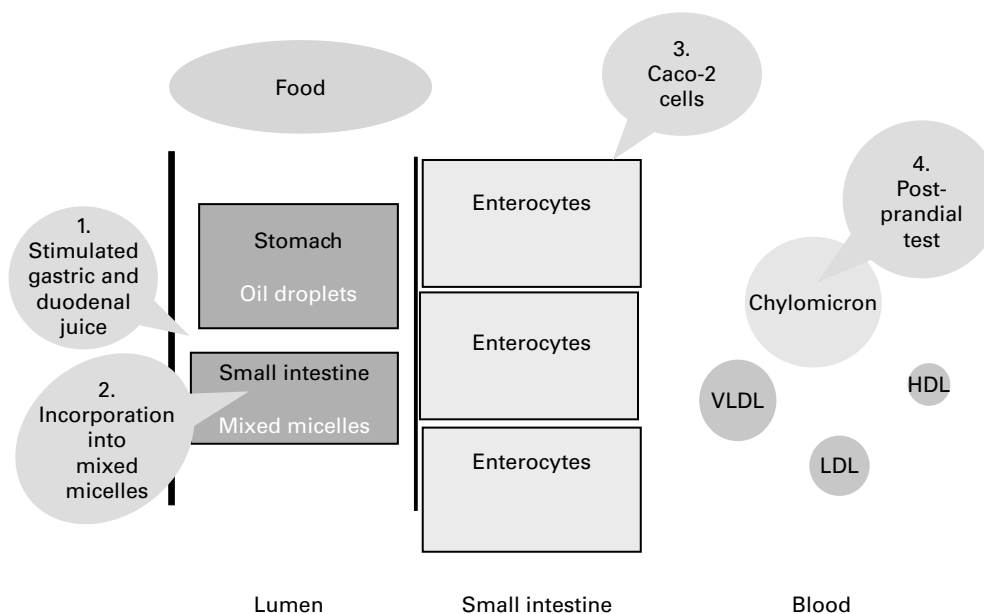 Food
3.
Caco-2
cells
4.
Post-
prandial
test
1.
Stimulated
gastric and
duodenal
juice
Stomach
Oil droplets
2.
Incorporation
into
mixed
micelles
Small intestine
Mixed micelles
Enterocytes
Enterocytes
Enterocytes
Chylomicron
VLDL
HDL
LDL
Lumen
Small intestine
Blood